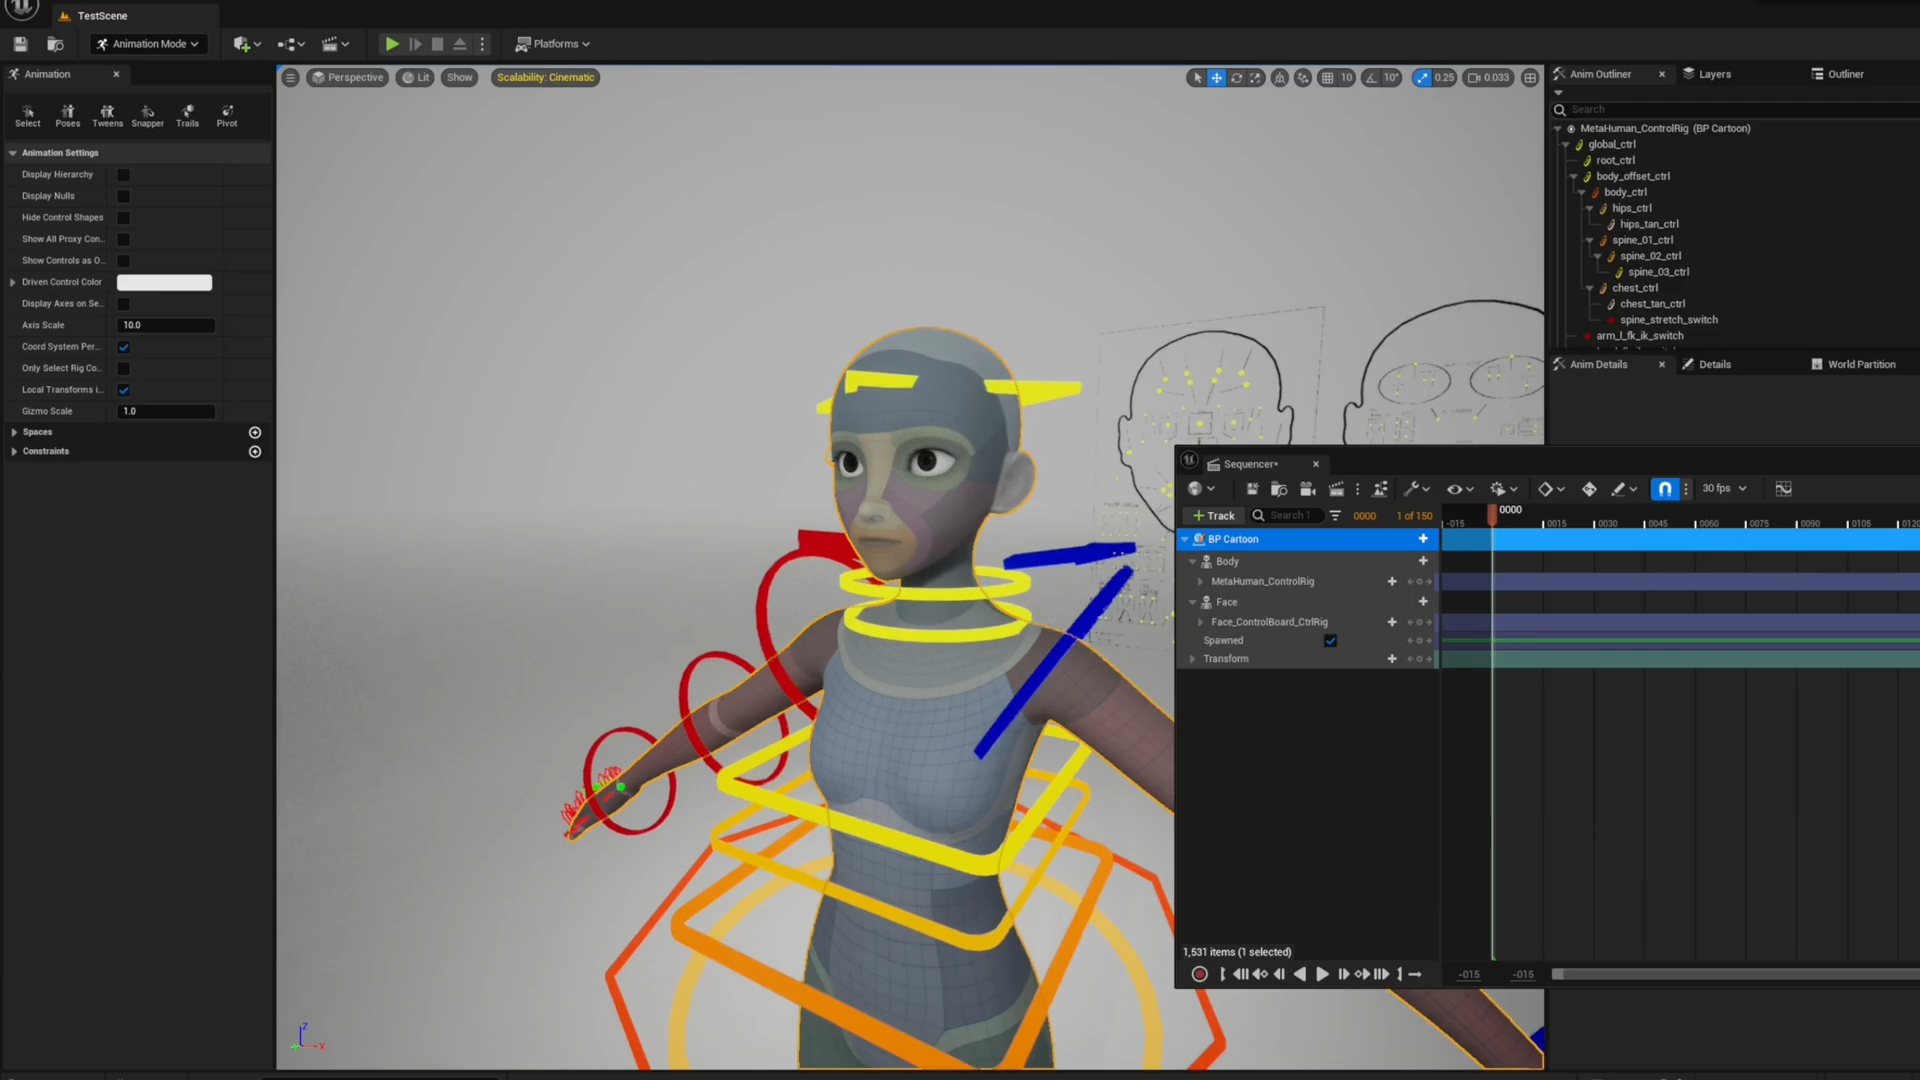 TestScene
Animation Mode
Platforms
Animation
Select Poses Tweens Snapper Trails Pivot
Animation Settings
Display Hierarchy
Display Nulls
Hide Control Shapes
Show All Proxy Con..
Show Controls as O..
Driven Control Color
Display Axes on Se..
Axis Scale 10.0
Coord System Per..
Only Select Rig Co..
Local Transforms i..
Gizmo Scale 1.0
Spaces
Constraints
Perspective Lit Show Scalability: Cinematic
10 10° 0.25 0.033
Anim Outliner Layers Outliner
Search
MetaHuman_ControlRig (BP Cartoon)
global_ctrl
root_ctrl
body_offset_ctrl
body_ctrl
hips_ctrl
hips_tan_ctrl
spine_01_ctrl
spine_02_ctrl
spine_03_ctrl
chest_ctrl
chest_tan_ctrl
spine_stretch_switch
arm_l_fk_ik_switch
Anim Details Details World Partition
Sequencer*
30 fps
Track Search T 0000 1 of 150
0000
-015 0015 0030 0045 0060 0075 0090 0105 0120
BP Cartoon
Body
MetaHuman_ControlRig
Face
Face_ControlBoard_CtrlRig
Spawned
Transform
1,531 items (1 selected)
-015 -015
Z
X